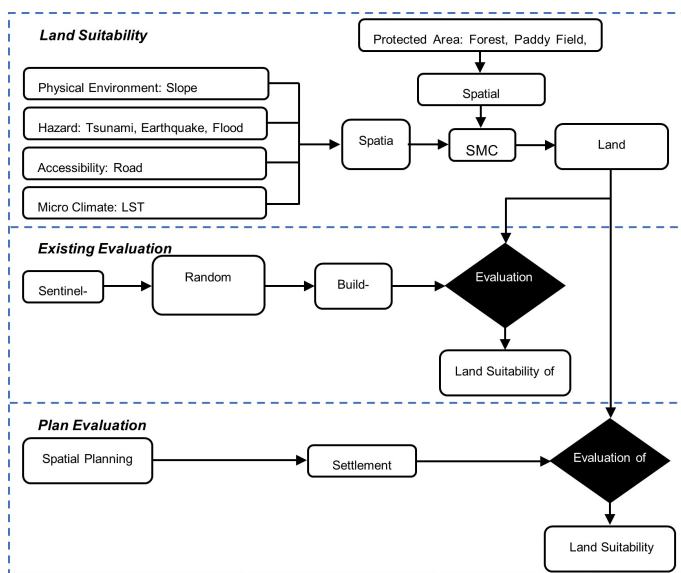 Land Suitability
Protected Area: Forest, Paddy Field,
Physical Environment: Slope
Spatial
Hazard: Tsunami, Earthquake, Flood
Spatia
SMC
Land
Accessibility: Road
Micro Climate: LST
Existing Evaluation
Sentinel-
Random
Build-
Evaluation
Land Suitability of
Plan Evaluation
Spatial Planning
Settlement
Evaluation of
Land Suitability